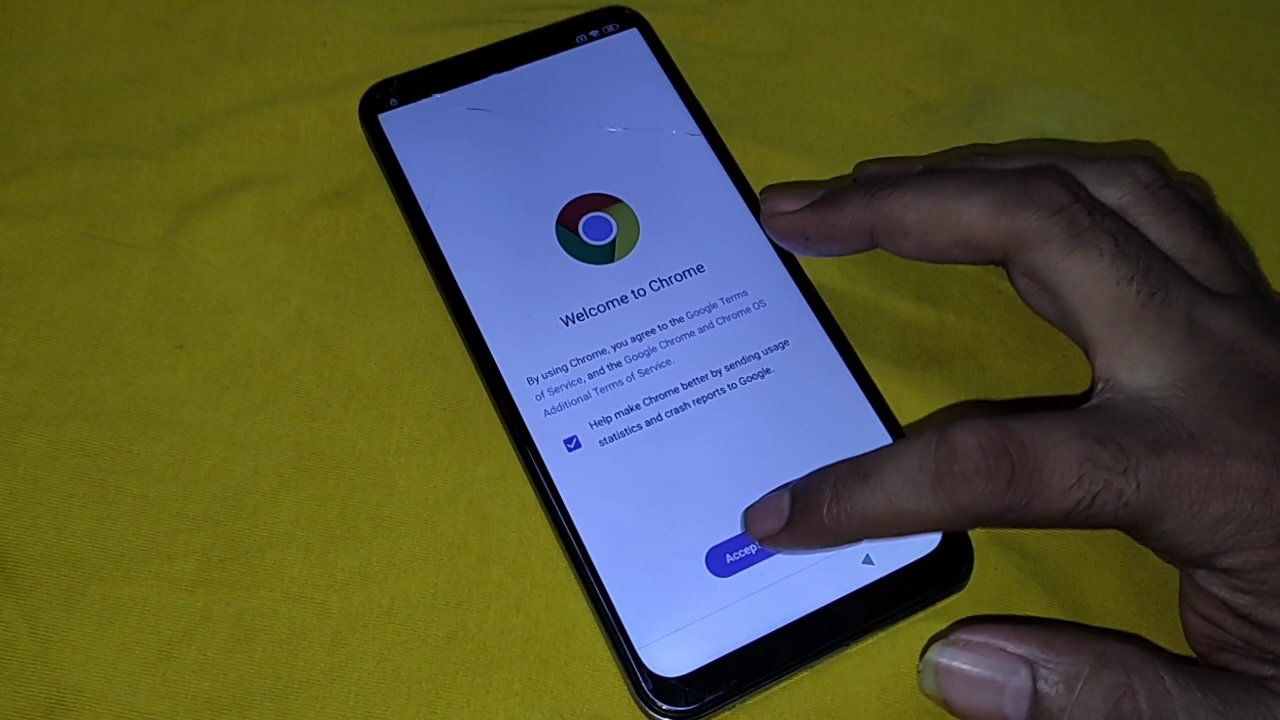 Welcome to Chrome
By using Chrome, you agree to the Google Terms
of Service, and the Google Chrome and Chrome OS
Additional Terms of Service.
Help make Chrome better by sending usage
statistics and crash reports to Google.
Accept